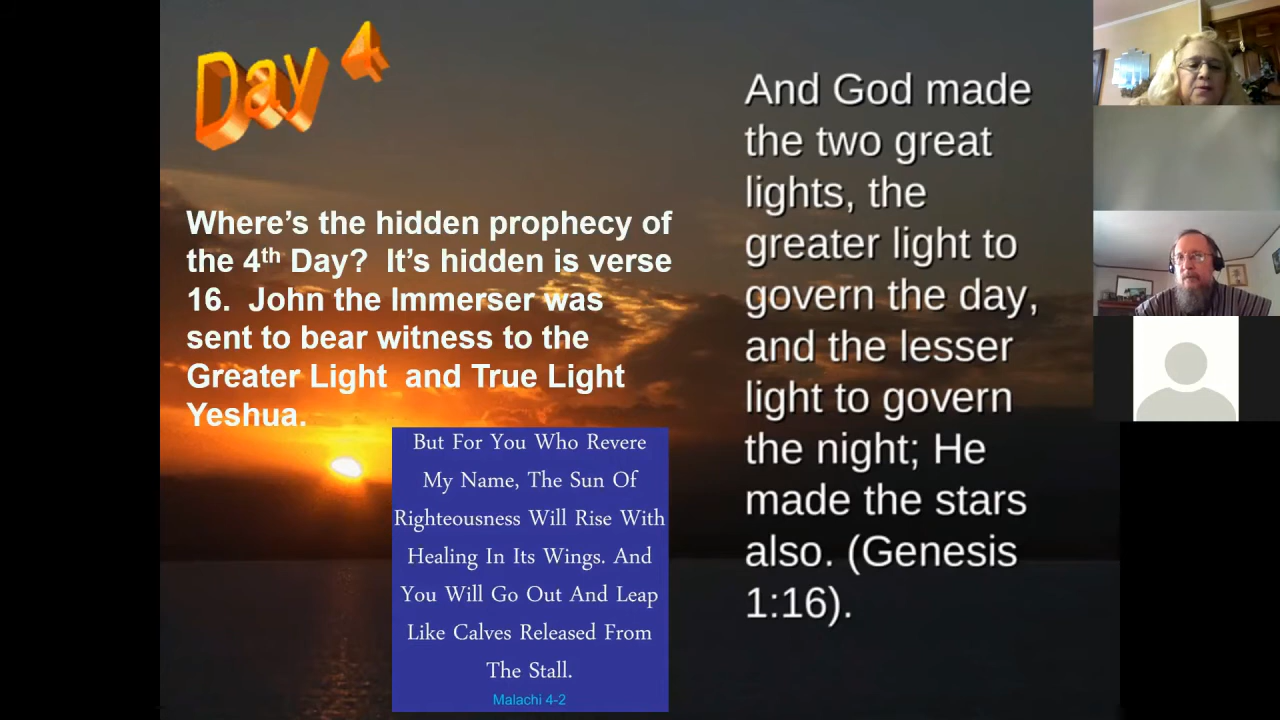 Day 4
Where’s the hidden prophecy of
the 4th Day?  It’s hidden is verse
16.  John the Immerser was
sent to bear witness to the
Greater Light  and True Light
Yeshua.
But For You Who Revere
My Name, The Sun Of
Righteousness Will Rise With
Healing In Its Wings. And
You Will Go Out And Leap
Like Calves Released From
The Stall.
Malachi 4-2
And God made
the two great
lights, the
greater light to
govern the day,
and the lesser
light to govern
the night; He
made the stars
also. (Genesis
1:16).